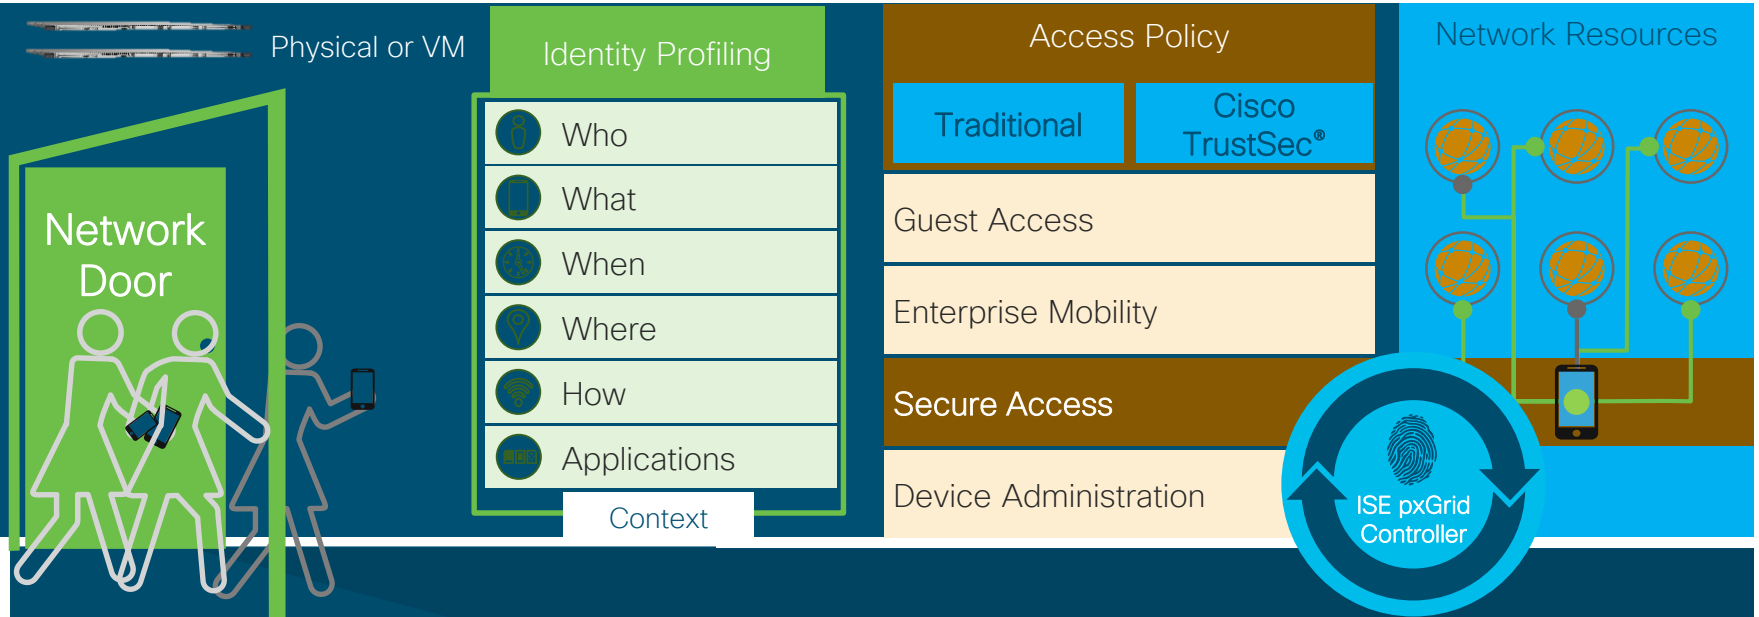 Physical or VM
Network
Door
Identity Profiling
Who
What
When
Where
How
Applications
Context
Access Policy
Traditional
Cisco
TrustSec®
Guest Access
Enterprise Mobility
Secure Access
Device Administration
ISE pxGrid
Controller
Network Resources